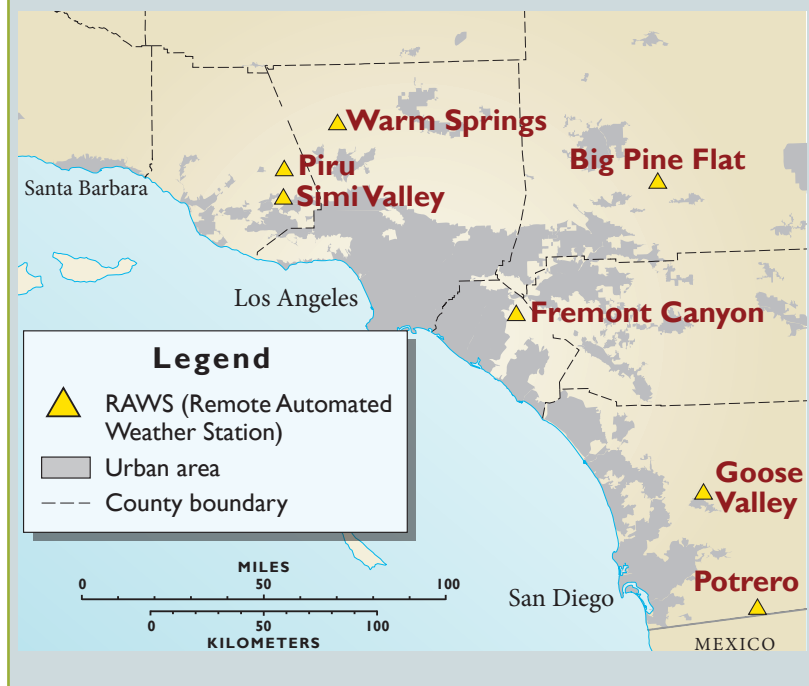 Warm Springs
Big Pine Flat
Piru
Santa Barbara
Simi Valley
Los Angeles
Fremont Canyon
Legend
RAWS (Remote Automated
Weather Station)
Urban area
County boundary
Goose
Valley
MILES
0 50 100
0 50 100
KILOMETERS
San Diego
Potrero
MEXICO